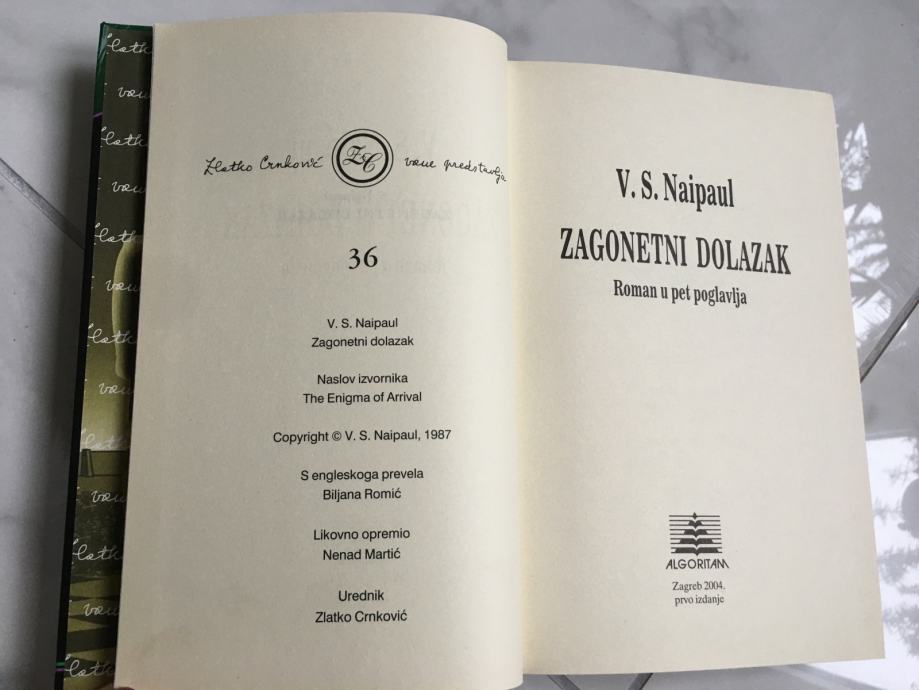 Zlatko Crnković ZC vam predstavlja
36
V. S. Naipaul
Zagonetni dolazak
Naslov izvornika
The Enigma of Arrival
Copyright © V. S. Naipaul, 1987
S engleskoga prevela
Biljana Romić
Likovno opremio
Nenad Martić
Urednik
Zlatko Crnković
V. S. Naipaul
ZAGONETNI DOLAZAK
Roman u pet poglavlja
ALGORITAM
Zagreb 2004.
prvo izdanje